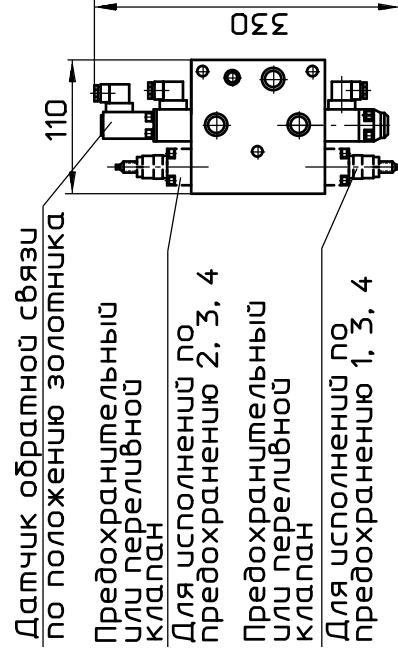 Датчик обратной связи
по положению золотника
Предохранительный
или переливной
клапан
Для исполнений по
предохранению 2, 3, 4
Предохранительный
или переливной
клапан
Для исполнений по
предохранению 1, 3, 4
110
330